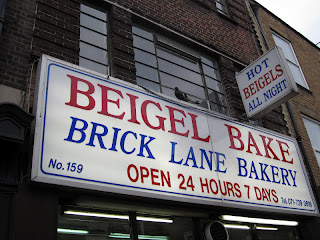 HOT
BEIGELS
ALL NIGHT
BEIGEL BAKE
BRICK LANE BAKERY
No.159
OPEN 24 HOURS 7 DAYS